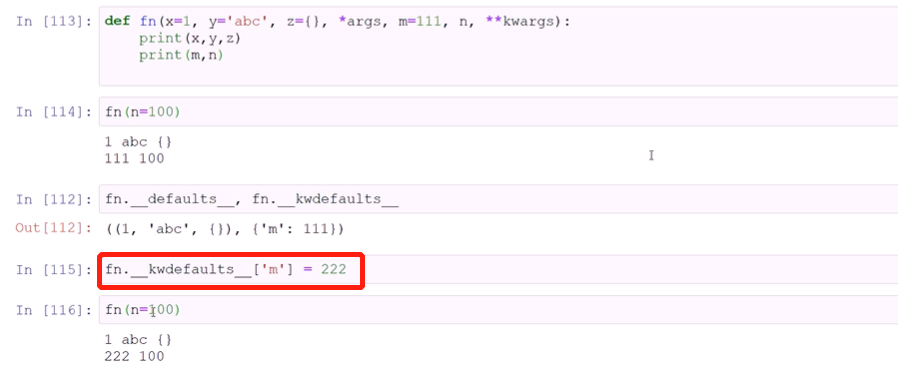 In [113]: def fn(x=1, y='abc', z={}, *args, m=111, n, **kwargs):
print(x,y,z)
print(m,n)
In [114]: fn(n=100)
1 abc {}
111 100
In [112]: fn.__defaults__, fn.__kwdefaults__
Out[112]: ((1, 'abc', {}), {'m': 111})
In [115]: fn.__kwdefaults__['m'] = 222
In [116]: fn(n=100)
1 abc {}
222 100